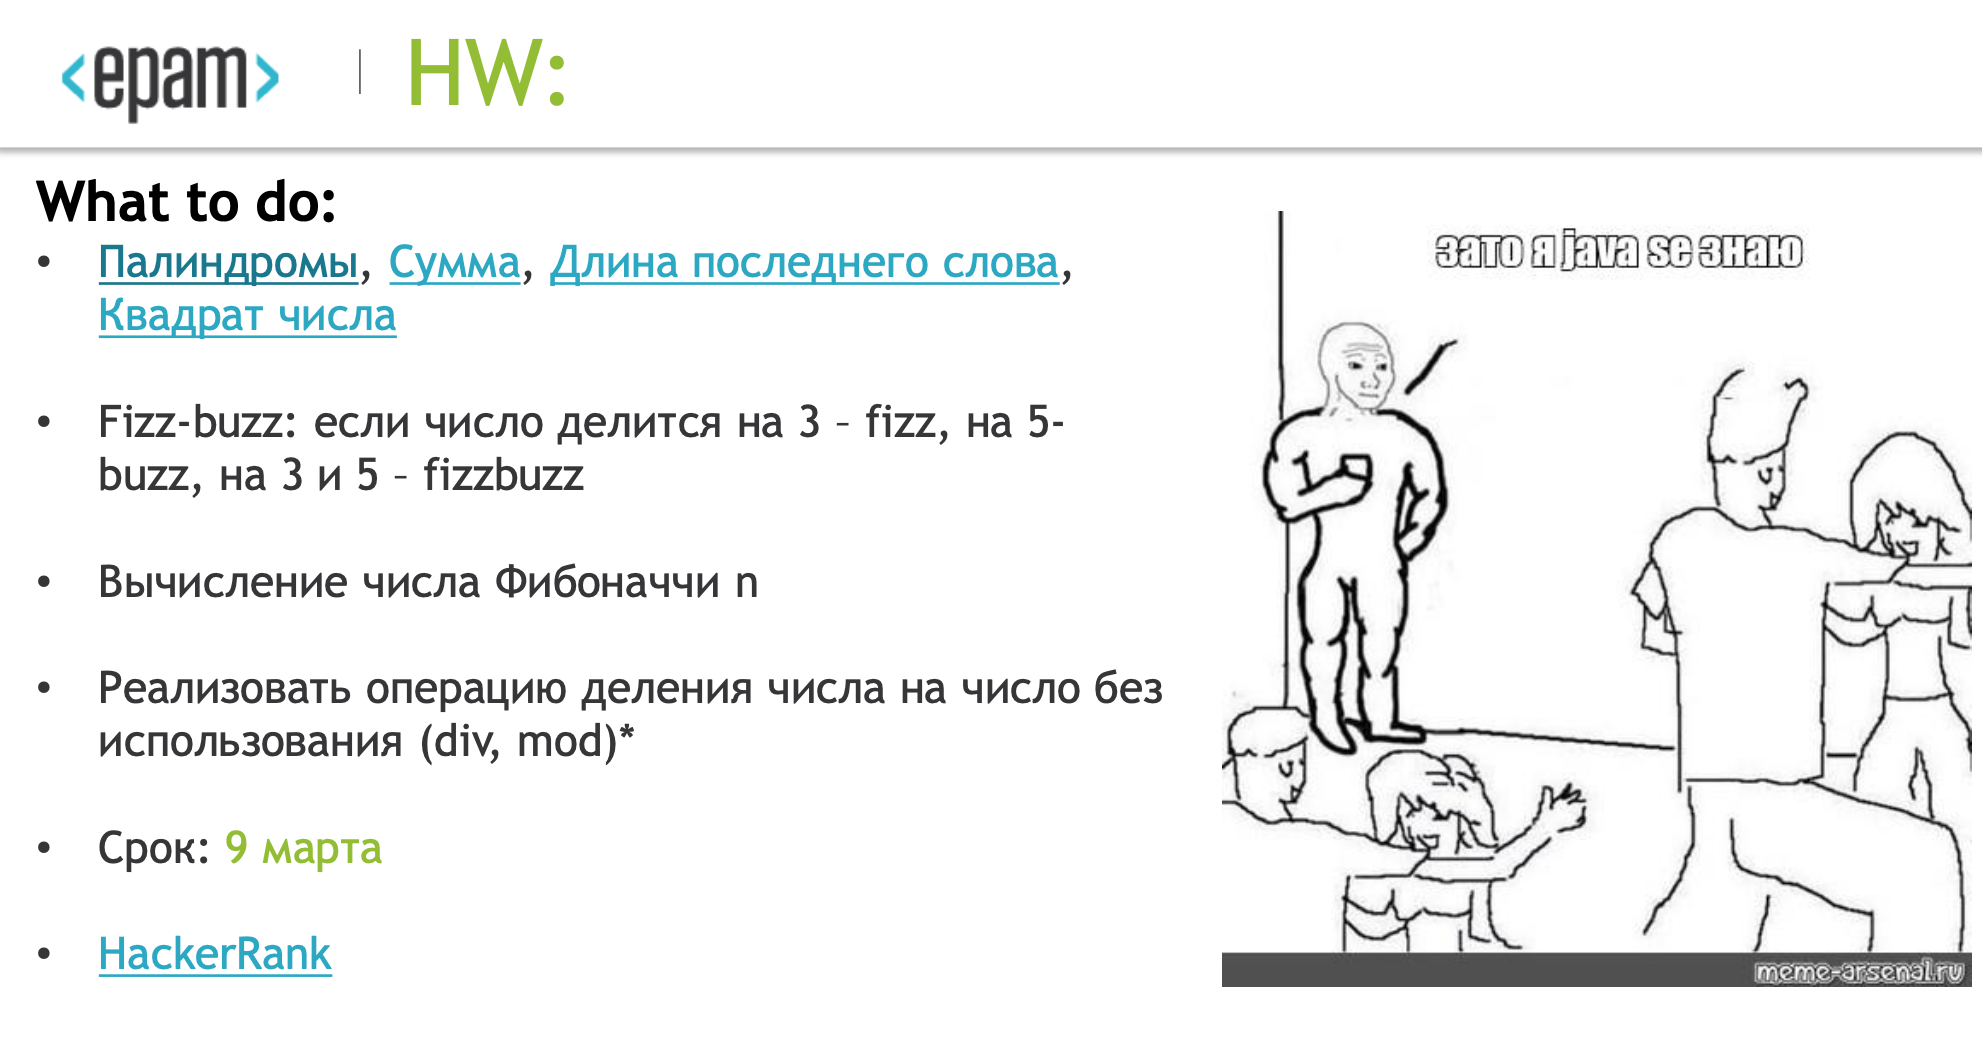 <epam> | HW:
What to do:
• Палиндромы, Сумма, Длина последнего слова,
Квадрат числа
• Fizz-buzz: если число делится на 3 – fizz, на 5-
buzz, на 3 и 5 – fizzbuzz
• Вычисление числа Фибоначчи n
• Реализовать операцию деления числа на число без
использования (div, mod)*
• Срок: 9 марта
• HackerRank
зато я java se знаю
meme-arsenal.ru